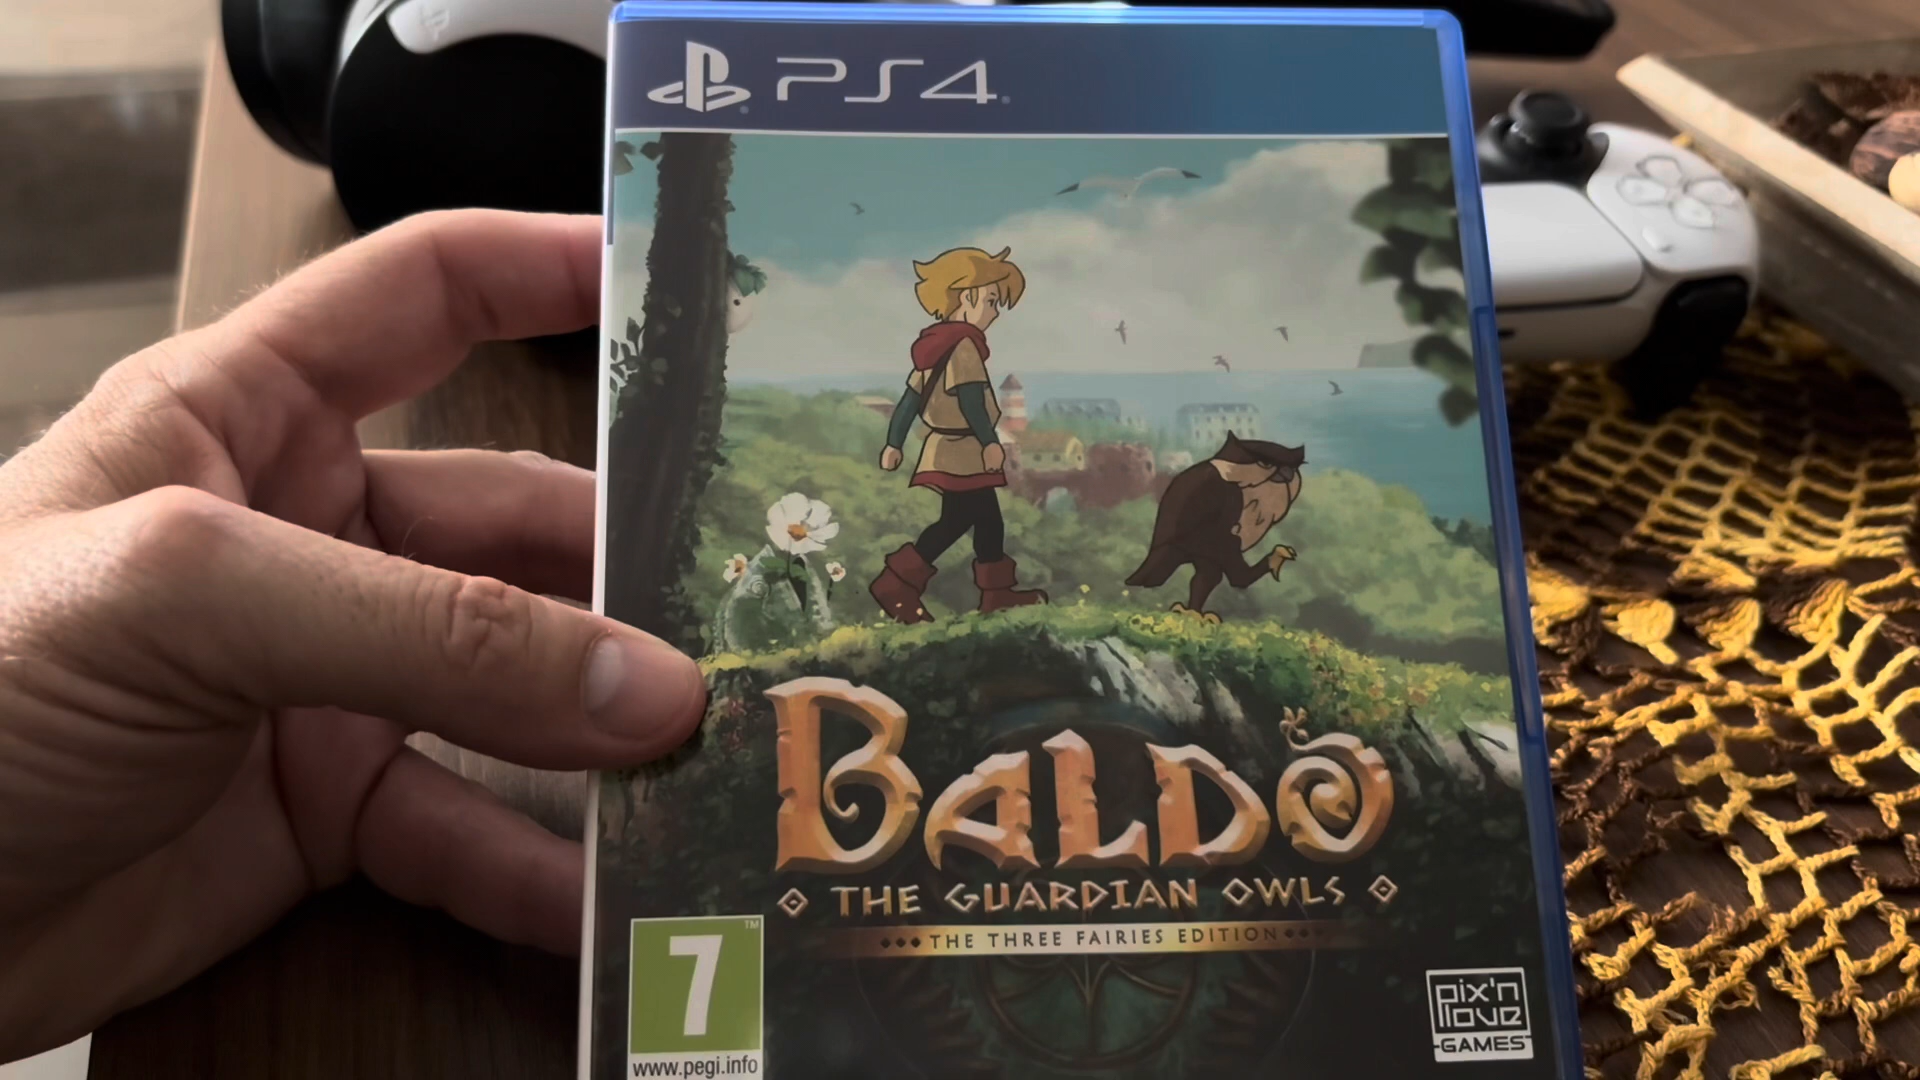 PS4
BALDO
THE GUARDIAN OWLS
THE THREE FAIRIES EDITION
7
www.pegi.info
pix'n
love
GAMES